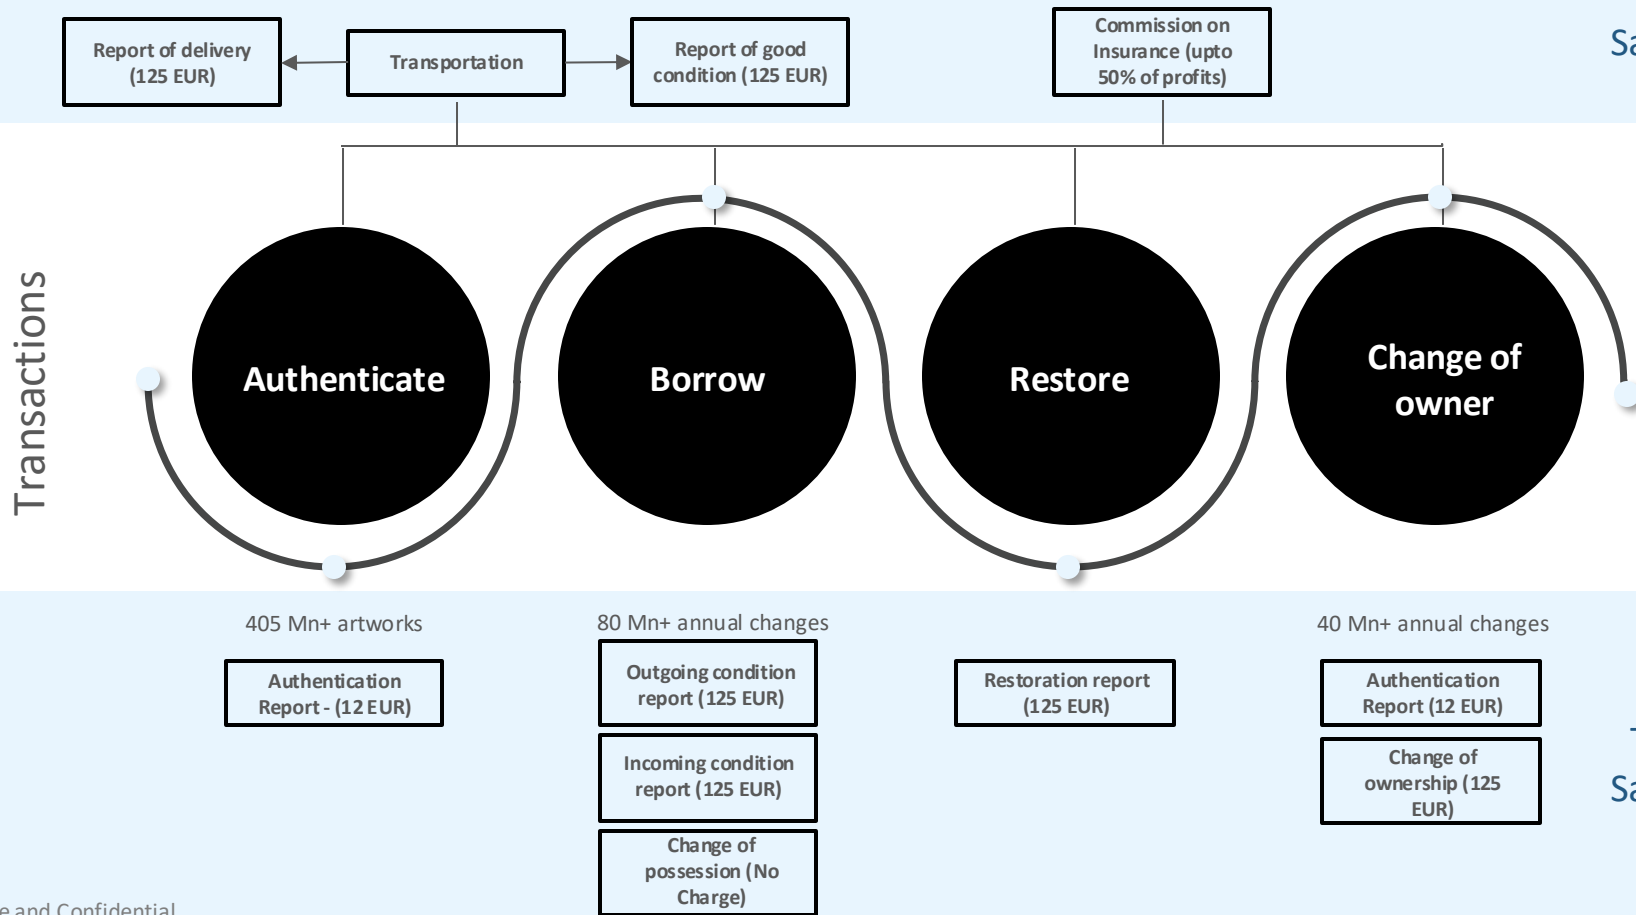 Report of delivery
(125 EUR)
Transportation
Report of good
condition (125 EUR)
Commission on
Insurance (upto
50% of profits)
Sa
Transactions
Authenticate
Borrow
Restore
Change of
owner
405 Mn+ artworks
80 Mn+ annual changes
40 Mn+ annual changes
Authentication
Report - (12 EUR)
Outgoing condition
report (125 EUR)
Incoming condition
report (125 EUR)
Change of
possession (No
Charge)
Restoration report
(125 EUR)
Authentication
Report (12 EUR)
Change of
ownership (125
EUR)
Sa
e and Confidential